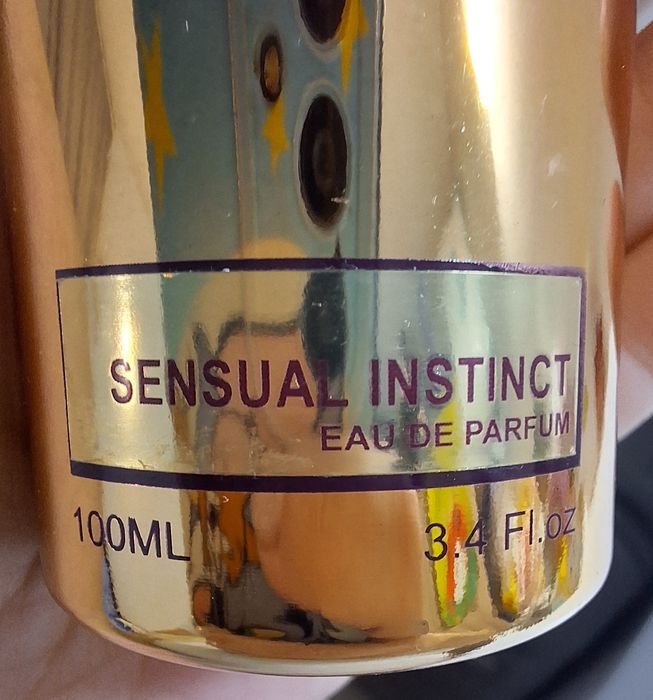 SENSUAL INSTINCT
EAU DE PARFUM
100ML 3.4 Fl.oz